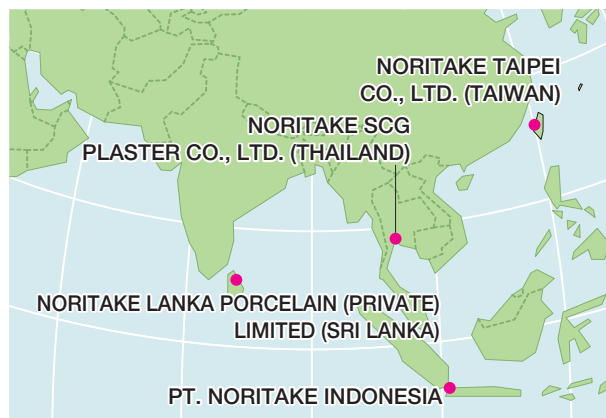 NORITAKE TAIPEI
CO., LTD. (TAIWAN)
NORITAKE SCG
PLASTER CO., LTD. (THAILAND)
NORITAKE LANKA PORCELAIN (PRIVATE)
LIMITED (SRI LANKA)
PT. NORITAKE INDONESIA